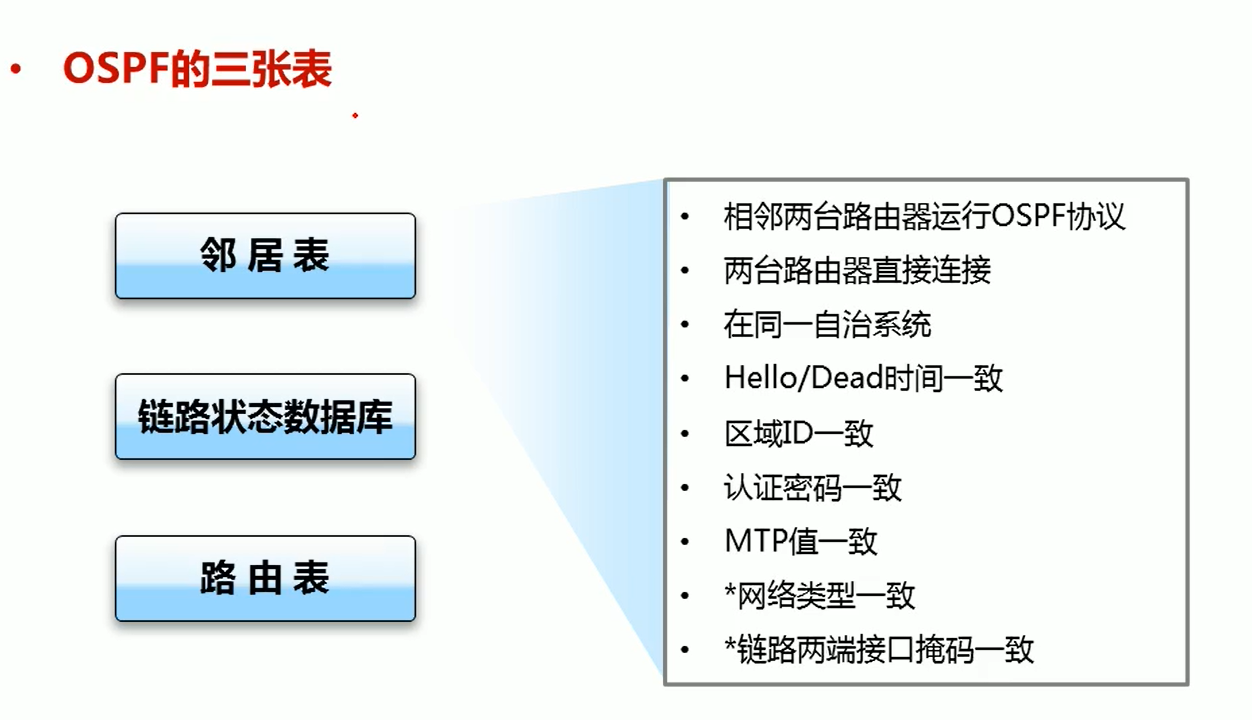 • OSPF的三张表
邻居表
链路状态数据库
路由表
• 相邻两台路由器运行OSPF协议
• 两台路由器直接连接
• 在同一自治系统
• Hello/Dead时间一致
• 区域ID一致
• 认证密码一致
• MTP值一致
• *网络类型一致
• *链路两端接口掩码一致